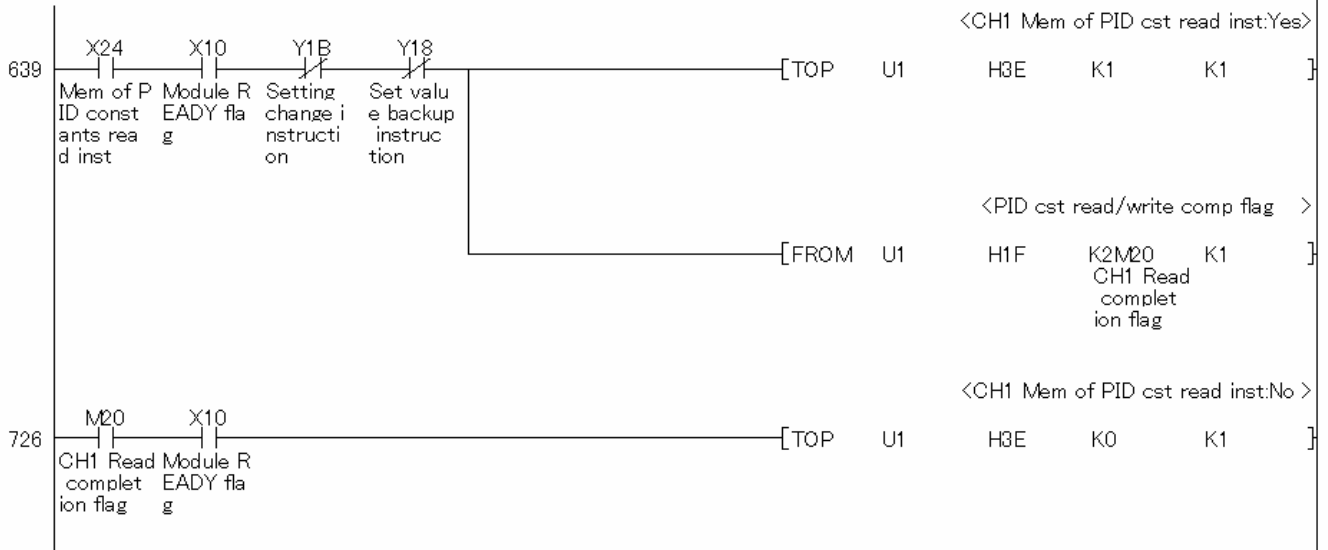 <CH1 Mem of PID cst read inst:Yes>
X24 X10 Y1B Y18
639 [TOP U1 H3E K1 K1 ]
Mem of P Module R Setting Set valu
ID const EADY fla change i e backup
ants rea g nstructi instruc
d inst on tion
<PID cst read/write comp flag >
[FROM U1 H1F K2M20 K1 ]
CH1 Read
complet
ion flag
<CH1 Mem of PID cst read inst:No >
M20 X10
726 [TOP U1 H3E K0 K1 ]
CH1 Read Module R
complet EADY fla
ion flag g